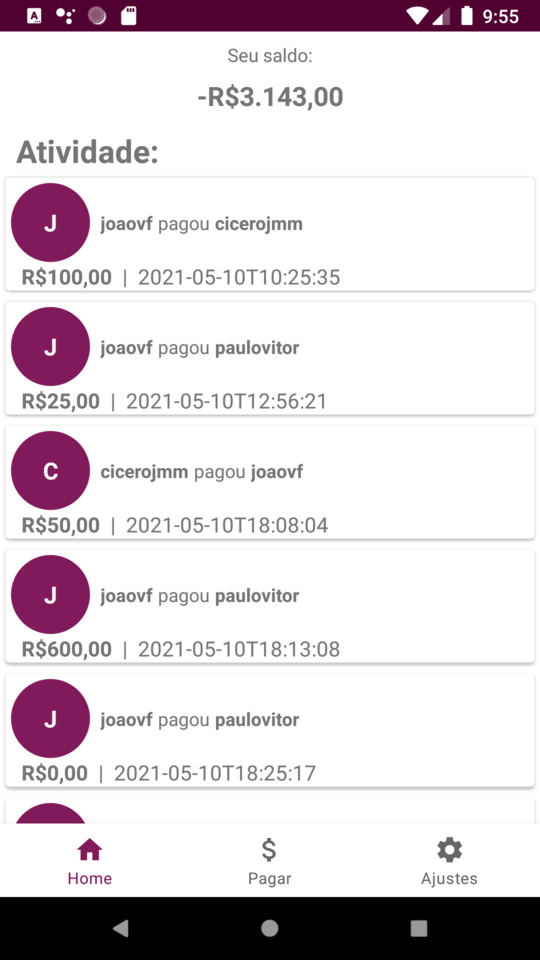 9:55
Seu saldo:
-R$3.143,00
Atividade:
J
joaovf pagou cicerojmm
R$100,00 | 2021-05-10T10:25:35
J
joaovf pagou paulovitor
R$25,00 | 2021-05-10T12:56:21
C
cicerojmm pagou joaovf
R$50,00 | 2021-05-10T18:08:04
J
joaovf pagou paulovitor
R$600,00 | 2021-05-10T18:13:08
J
joaovf pagou paulovitor
R$0,00 | 2021-05-10T18:25:17
Home
Pagar
Ajustes